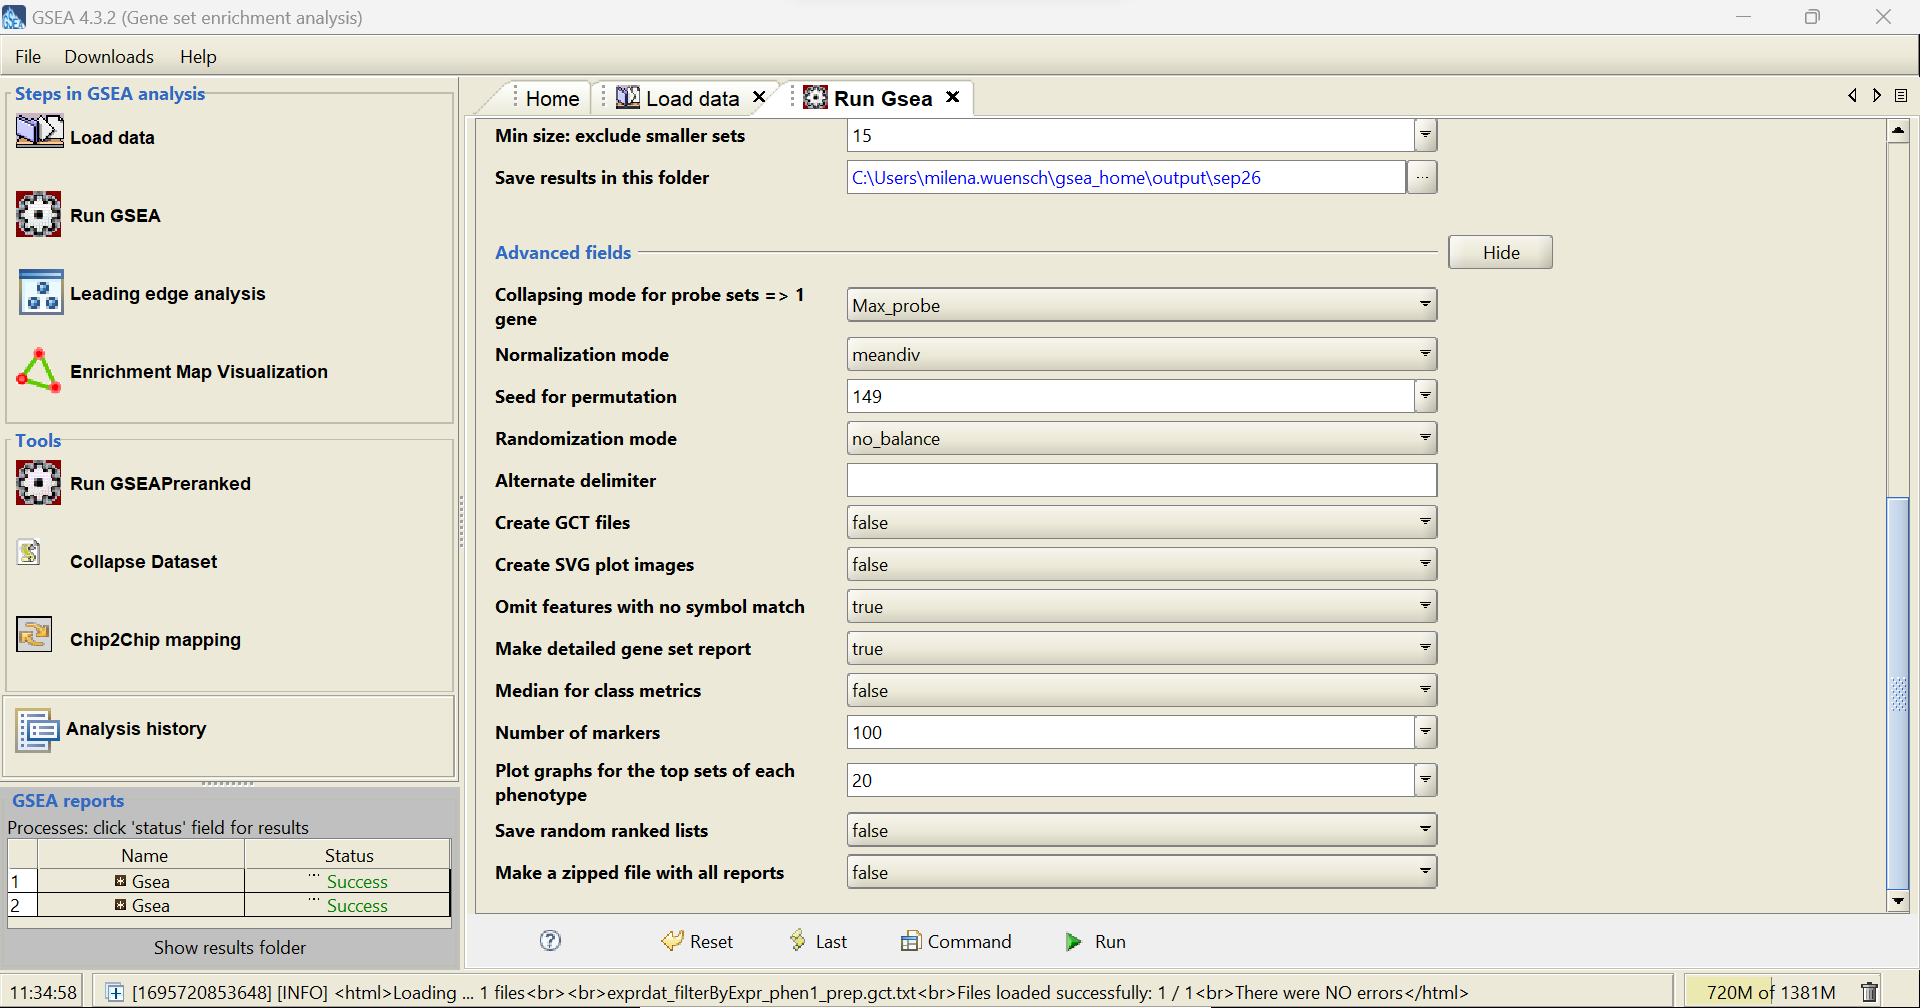 GSEA 4.3.2 (Gene set enrichment analysis)
File Downloads Help
Steps in GSEA analysis
Load data
Run GSEA
Leading edge analysis
Enrichment Map Visualization
Tools
Run GSEAPreranked
Collapse Dataset
Chip2Chip mapping
Analysis history
GSEA reports
Processes: click 'status' field for results
Name Status
1 Gsea ... Success
2 Gsea ... Success
Show results folder
Home Load data Run Gsea
Min size: exclude smaller sets 15
Save results in this folder C:\Users\milena.wuensch\gsea_home\output\sep26 ...
Advanced fields Hide
Collapsing mode for probe sets => 1
gene Max_probe
Normalization mode meandiv
Seed for permutation 149
Randomization mode no_balance
Alternate delimiter
Create GCT files false
Create SVG plot images false
Omit features with no symbol match true
Make detailed gene set report true
Median for class metrics false
Number of markers 100
Plot graphs for the top sets of each
phenotype 20
Save random ranked lists false
Make a zipped file with all reports false
? Reset Last Command Run
11:34:58 [1695720853648] [INFO] <html>Loading ... 1 files<br><br>exprdat_filterByExpr_phen1_prep.gct.txt<br>Files loaded successfully: 1 / 1<br>There were NO errors</html> 720M of 1381M